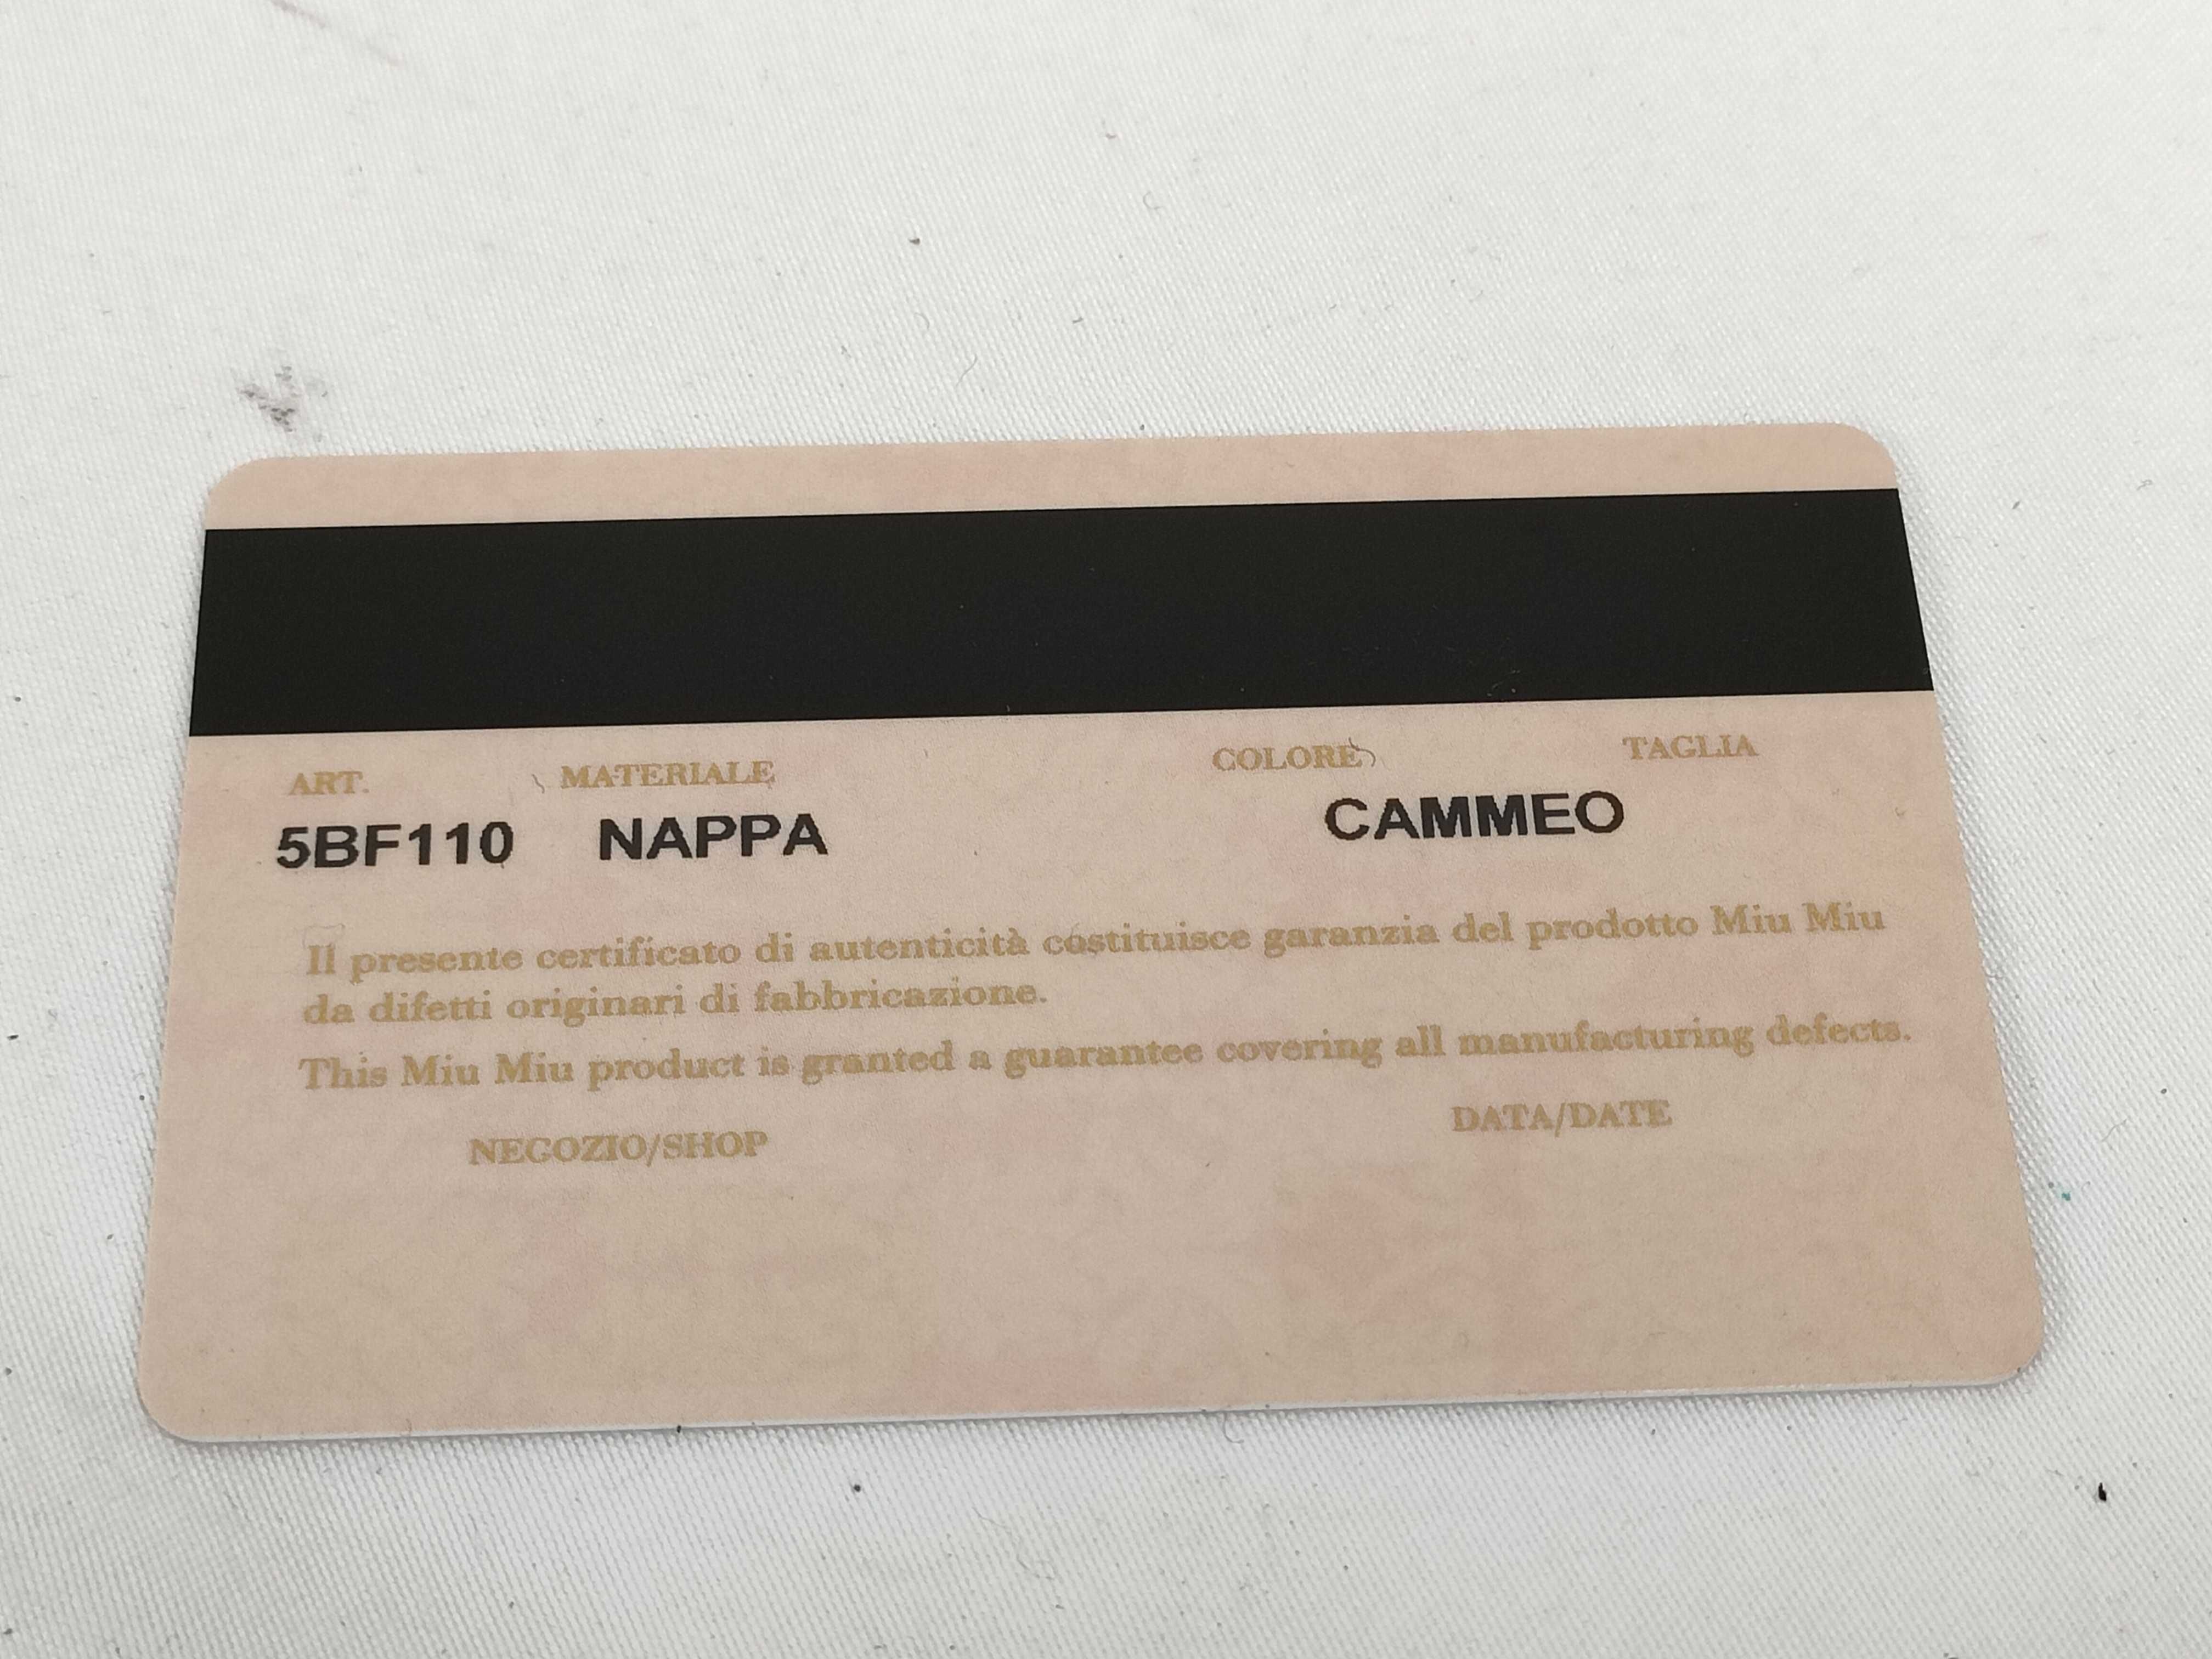 ART. MATERIALE COLORE TAGLIA
5BF110 NAPPA CAMMEO
Il presente certificato di autenticità costituisce garanzia del prodotto Miu Miu
da difetti originari di fabbricazione.
This Miu Miu product is granted a guarantee covering all manufacturing defects.
NEGOZIO/SHOP DATA/DATE